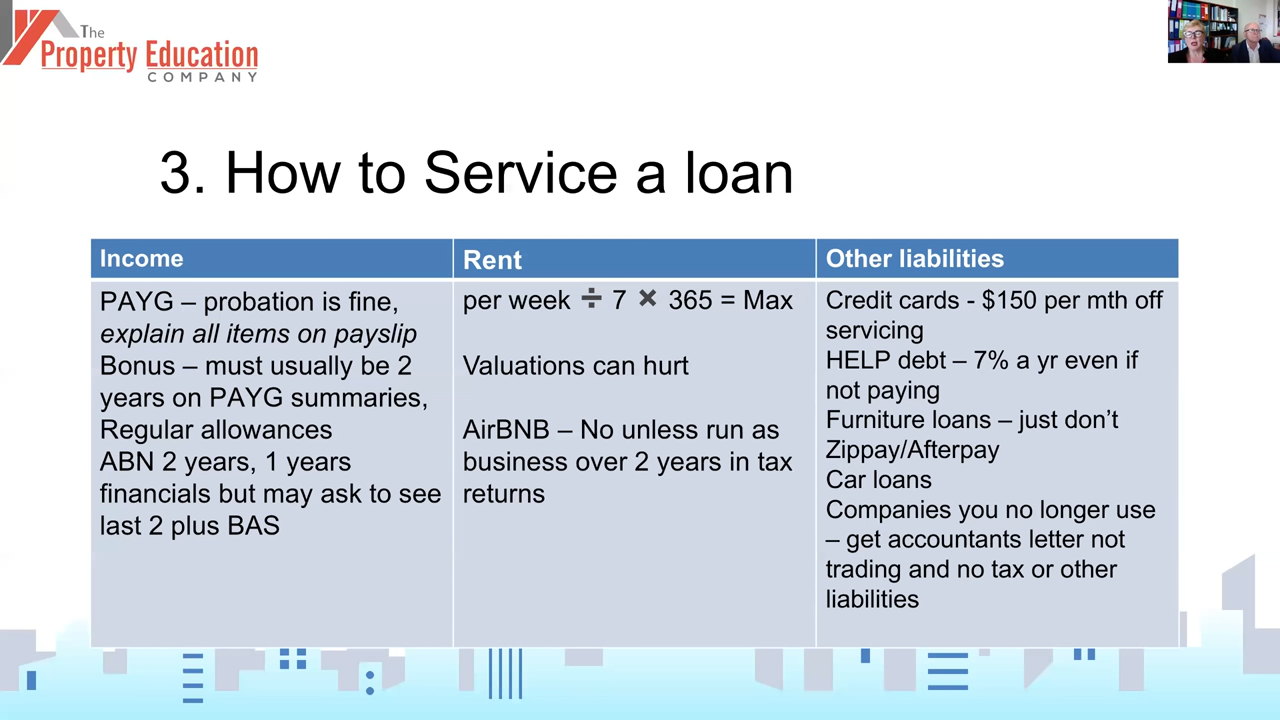 The
Property Education
COMPANY
3. How to Service a loan
Income
PAYG – probation is fine,
explain all items on payslip
Bonus – must usually be 2
years on PAYG summaries,
Regular allowances
ABN 2 years, 1 years
financials but may ask to see
last 2 plus BAS
Rent
per week ÷ 7 × 365 = Max
Valuations can hurt
AirBNB – No unless run as
business over 2 years in tax
returns
Other liabilities
Credit cards - $150 per mth off
servicing
HELP debt – 7% a yr even if
not paying
Furniture loans – just don’t
Zippay/Afterpay
Car loans
Companies you no longer use
– get accountants letter not
trading and no tax or other
liabilities